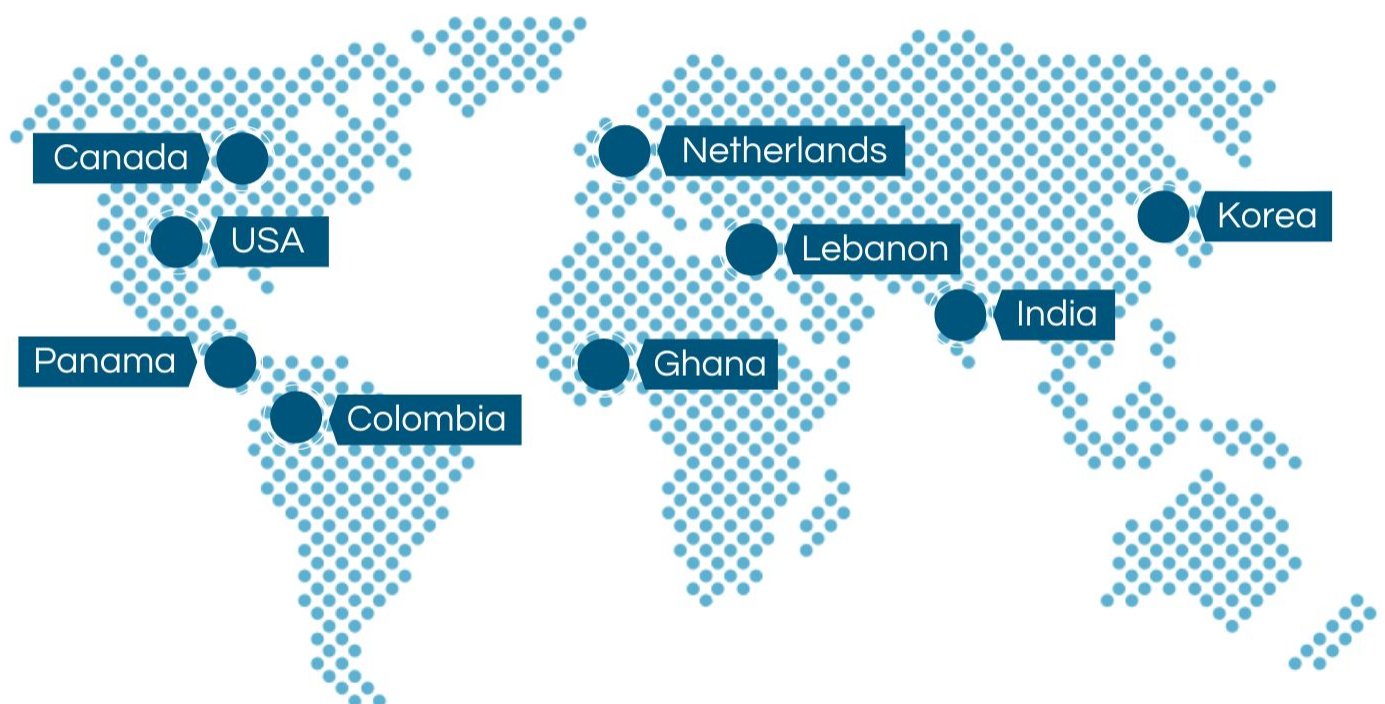 Canada
Netherlands
Korea
USA
Lebanon
India
Panama
Ghana
Colombia